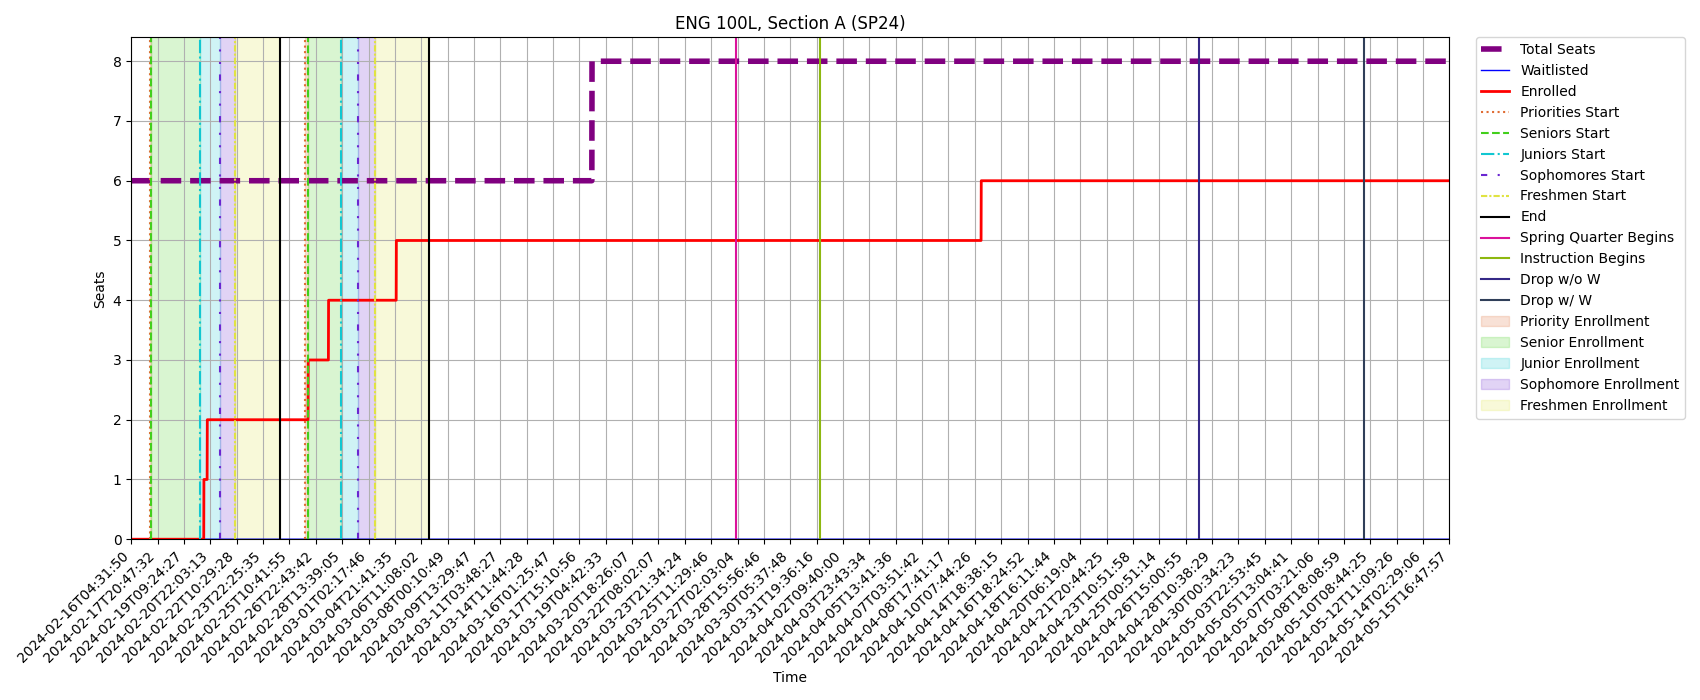 ENG 100L, Section A (SP24)
8
7
6
5
4
3
2
1
0
Seats
2024-02-16T04:31:50
2024-02-17T20:47:32
2024-02-19T09:24:27
2024-02-20T22:03:13
2024-02-22T10:29:28
2024-02-23T22:25:35
2024-02-25T10:41:55
2024-02-26T22:43:42
2024-02-28T13:39:05
2024-03-01T02:17:46
2024-03-04T21:41:35
2024-03-06T11:08:02
2024-03-08T00:10:49
2024-03-09T13:29:47
2024-03-11T03:48:27
2024-03-14T11:44:28
2024-03-16T01:25:47
2024-03-17T15:10:56
2024-03-19T04:42:33
2024-03-20T18:26:07
2024-03-22T08:02:07
2024-03-23T21:34:24
2024-03-25T11:29:46
2024-03-27T02:03:04
2024-03-28T15:56:46
2024-03-30T05:37:48
2024-03-31T19:36:16
2024-04-02T09:40:00
2024-04-03T23:43:34
2024-04-05T13:41:36
2024-04-07T03:51:42
2024-04-08T17:41:17
2024-04-10T07:44:26
2024-04-14T18:38:15
2024-04-16T18:24:52
2024-04-18T16:11:44
2024-04-20T06:19:04
2024-04-21T20:44:25
2024-04-23T10:51:58
2024-04-25T00:51:14
2024-04-26T15:00:55
2024-04-28T10:38:29
2024-04-30T00:34:23
2024-05-03T22:53:45
2024-05-05T13:04:41
2024-05-07T03:21:06
2024-05-08T18:08:59
2024-05-10T08:44:25
2024-05-12T11:09:26
2024-05-14T02:29:06
2024-05-15T16:47:57
Time
Total Seats
Waitlisted
Enrolled
Priorities Start
Seniors Start
Juniors Start
Sophomores Start
Freshmen Start
End
Spring Quarter Begins
Instruction Begins
Drop w/o W
Drop w/ W
Priority Enrollment
Senior Enrollment
Junior Enrollment
Sophomore Enrollment
Freshmen Enrollment